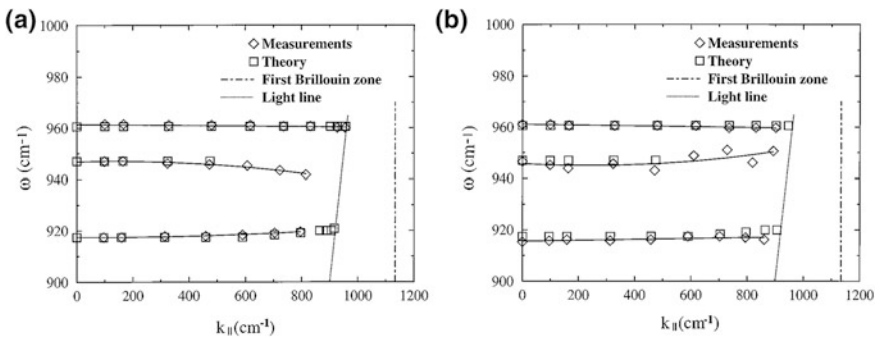 (a)
1000
980
960
940
920
900
ω (cm-1)
Measurements
Theory
First Brillouin zone
Light line
0
200
400
600
800
1000
1200
k||(cm-1)
(b)
1000
980
960
940
920
900
ω (cm-1)
Measurements
Theory
First Brillouin zone
Light line
0
200
400
600
800
1000
1200
k||(cm-1)